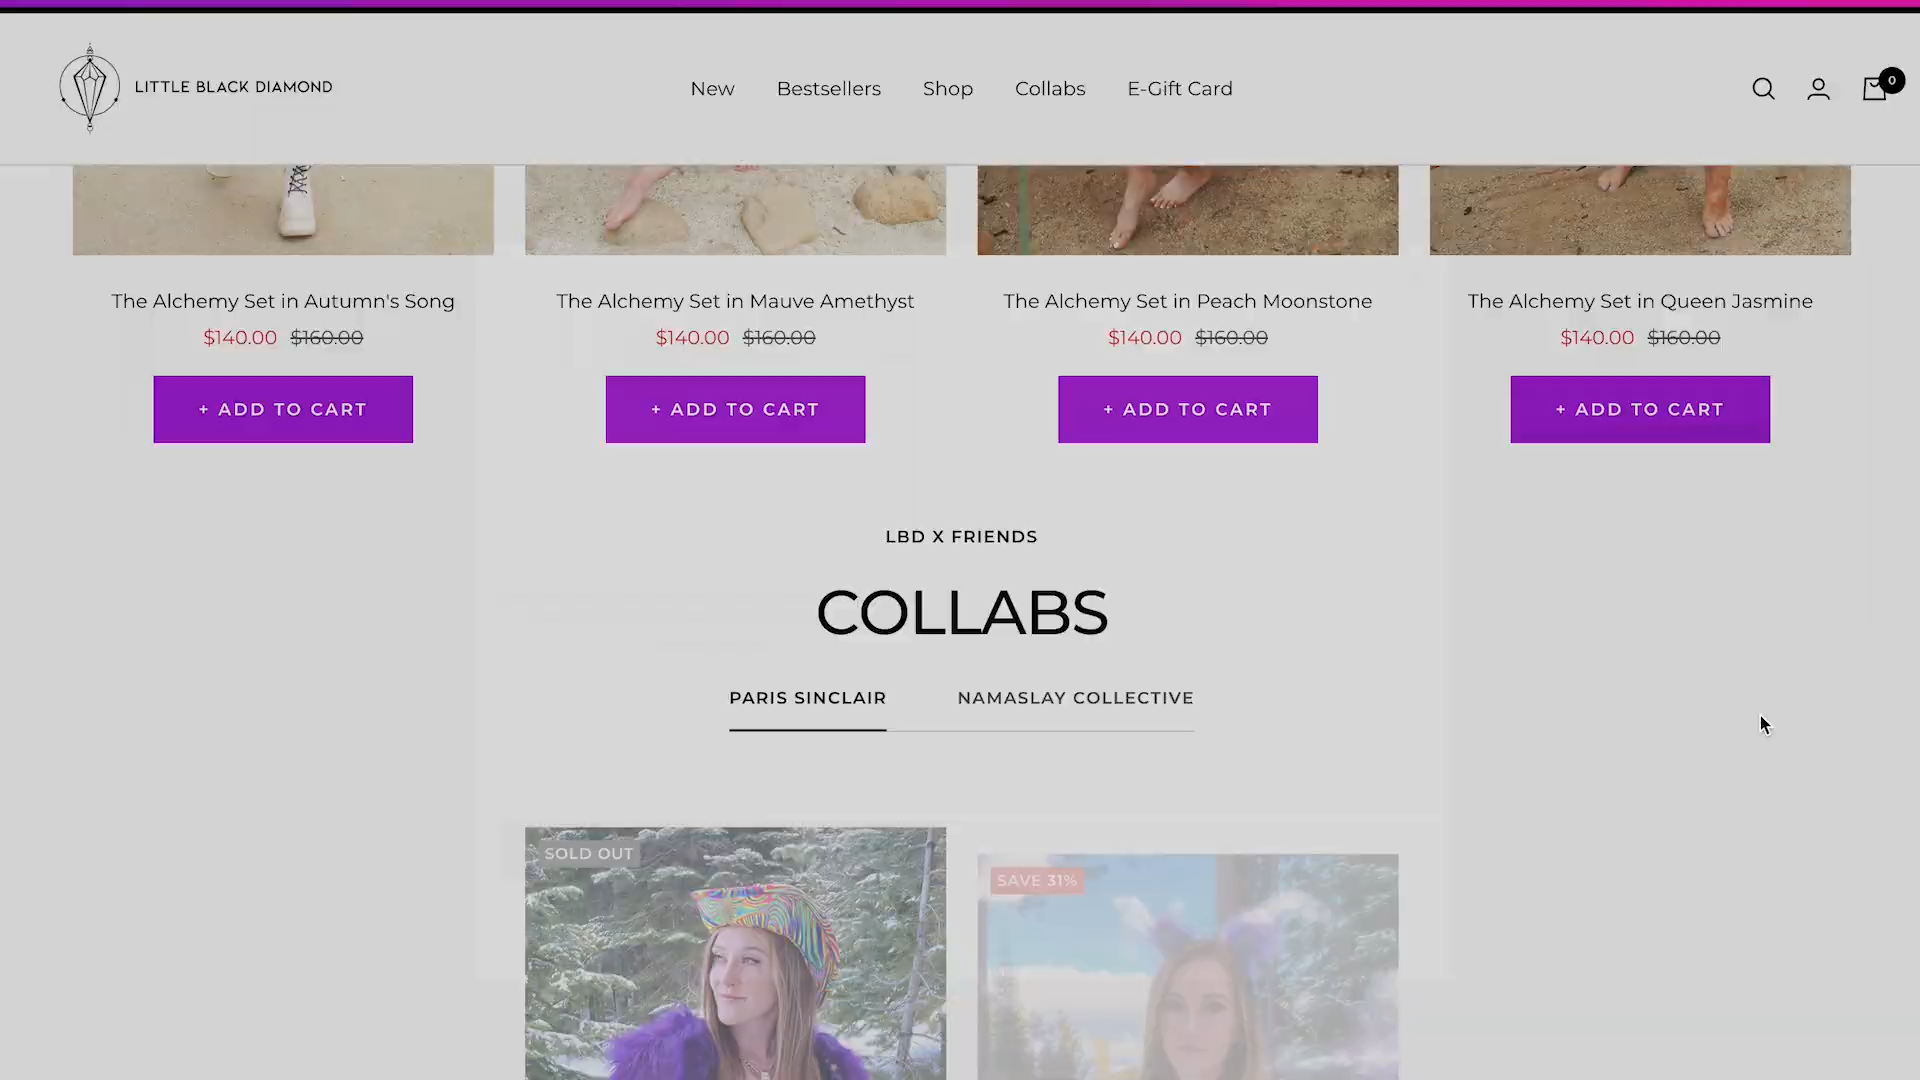 LITTLE BLACK DIAMOND
New Bestsellers Shop Collabs E-Gift Card
0
The Alchemy Set in Autumn's Song
$140.00 $160.00
+ ADD TO CART
The Alchemy Set in Mauve Amethyst
$140.00 $160.00
+ ADD TO CART
The Alchemy Set in Peach Moonstone
$140.00 $160.00
+ ADD TO CART
The Alchemy Set in Queen Jasmine
$140.00 $160.00
+ ADD TO CART
LBD X FRIENDS
COLLABS
PARIS SINCLAIR NAMASLAY COLLECTIVE
SOLD OUT
SAVE 31%